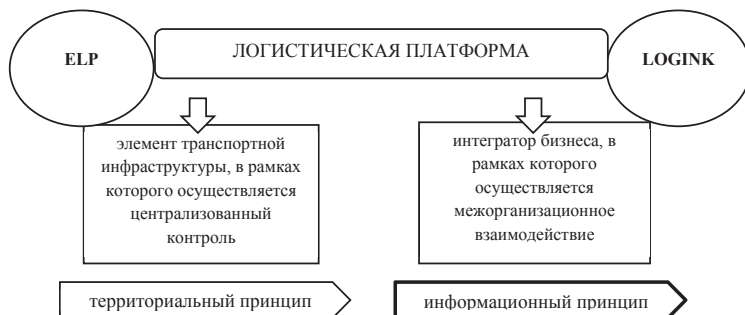 ELP
ЛОГИСТИЧЕСКАЯ ПЛАТФОРМА
LOGINK
элемент транспортной
инфраструктуры, в рамках
которого осуществляется
централизованный
контроль
интегратор бизнеса, в
рамках которого
осуществляется
межорганизационное
взаимодействие
территориальный принцип
информационный принцип